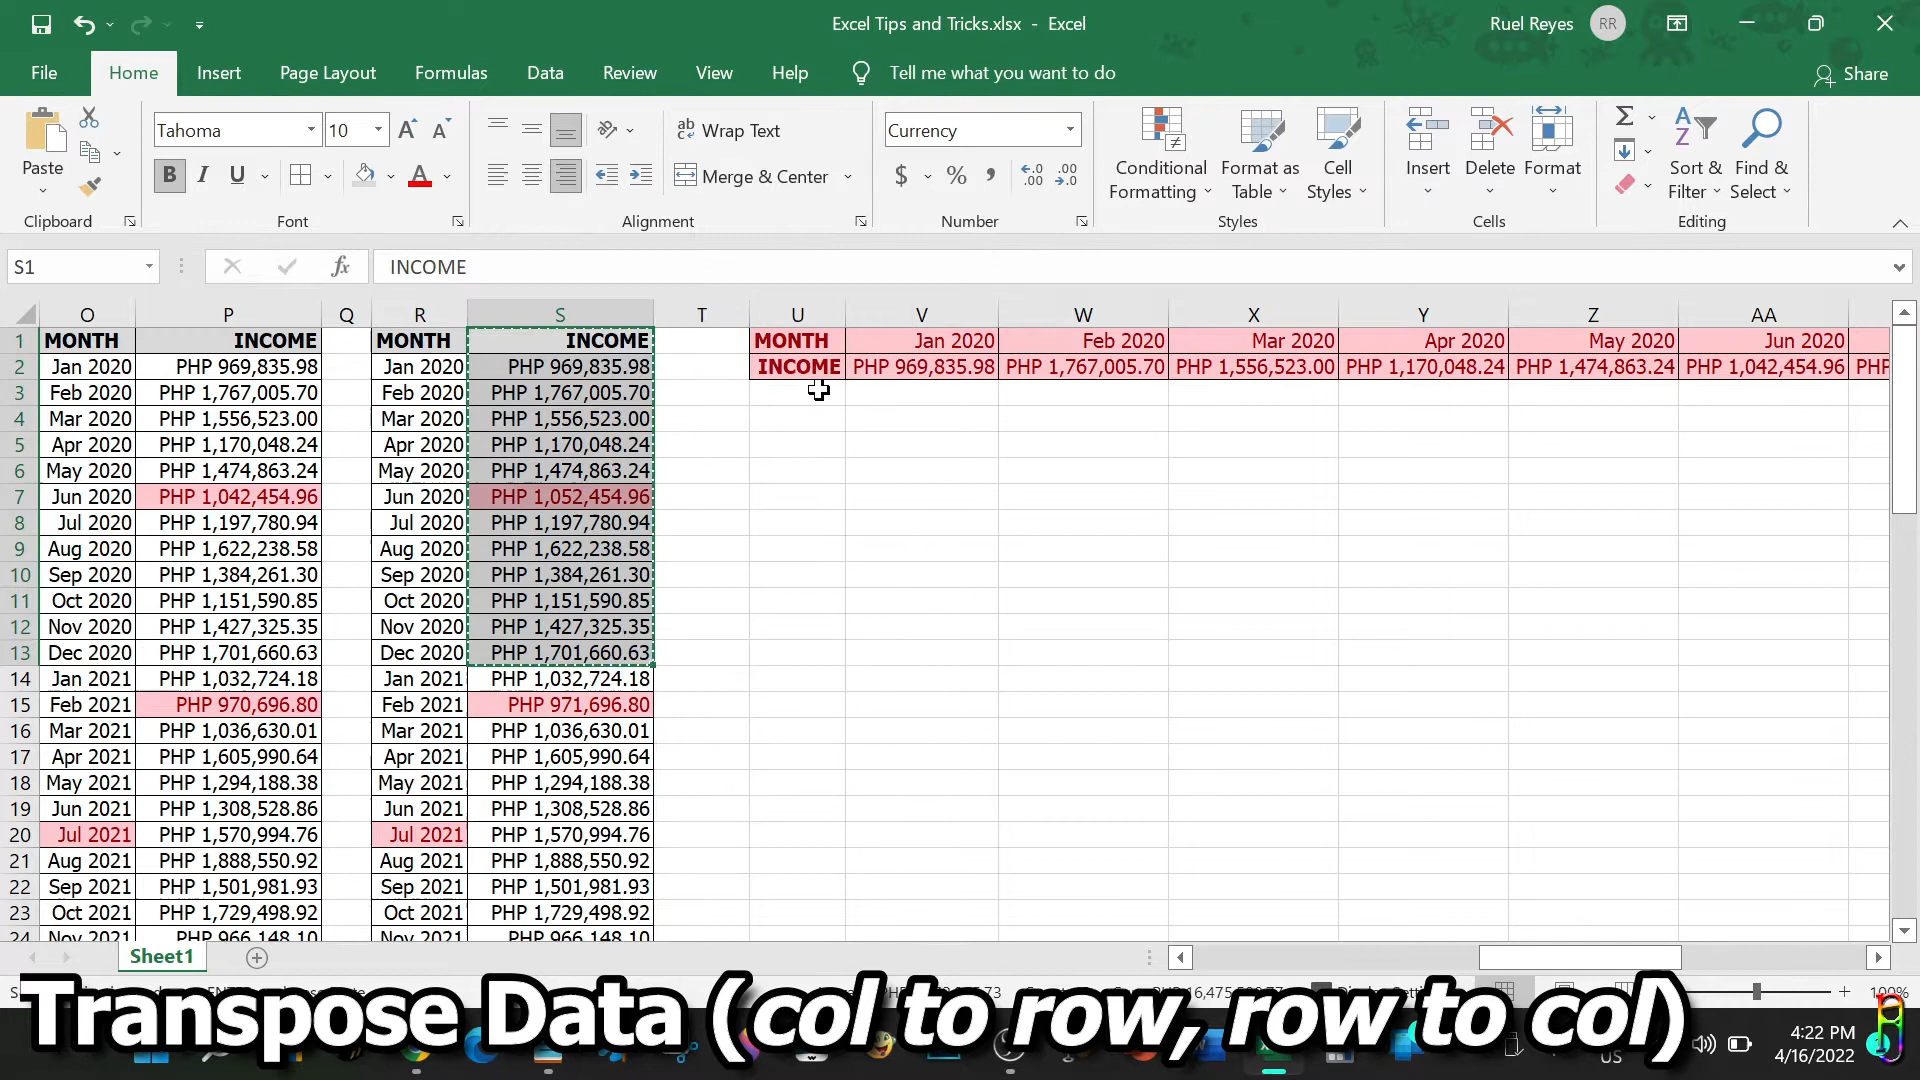 Excel Tips and Tricks.xlsx - Excel
Ruel Reyes RR
File Home Insert Page Layout Formulas Data Review View Help Tell me what you want to do Share
Tahoma 10 Wrap Text Currency
Paste B I U Merge & Center $ % , Conditional Formatting Format as Table Cell Styles Insert Delete Format Sort & Filter Find & Select
Clipboard Font Alignment Number Styles Cells Editing
S1 fx INCOME
O P Q R S T U V W X Y Z AA
1 MONTH INCOME MONTH INCOME MONTH Jan 2020 Feb 2020 Mar 2020 Apr 2020 May 2020 Jun 2020
2 Jan 2020 PHP 969,835.98 Jan 2020 PHP 969,835.98 INCOME PHP 969,835.98 PHP 1,767,005.70 PHP 1,556,523.00 PHP 1,170,048.24 PHP 1,474,863.24 PHP 1,042,454.96 PHP
3 Feb 2020 PHP 1,767,005.70 Feb 2020 PHP 1,767,005.70
4 Mar 2020 PHP 1,556,523.00 Mar 2020 PHP 1,556,523.00
5 Apr 2020 PHP 1,170,048.24 Apr 2020 PHP 1,170,048.24
6 May 2020 PHP 1,474,863.24 May 2020 PHP 1,474,863.24
7 Jun 2020 PHP 1,042,454.96 Jun 2020 PHP 1,052,454.96
8 Jul 2020 PHP 1,197,780.94 Jul 2020 PHP 1,197,780.94
9 Aug 2020 PHP 1,622,238.58 Aug 2020 PHP 1,622,238.58
10 Sep 2020 PHP 1,384,261.30 Sep 2020 PHP 1,384,261.30
11 Oct 2020 PHP 1,151,590.85 Oct 2020 PHP 1,151,590.85
12 Nov 2020 PHP 1,427,325.35 Nov 2020 PHP 1,427,325.35
13 Dec 2020 PHP 1,701,660.63 Dec 2020 PHP 1,701,660.63
14 Jan 2021 PHP 1,032,724.18 Jan 2021 PHP 1,032,724.18
15 Feb 2021 PHP 970,696.80 Feb 2021 PHP 971,696.80
16 Mar 2021 PHP 1,036,630.01 Mar 2021 PHP 1,036,630.01
17 Apr 2021 PHP 1,605,990.64 Apr 2021 PHP 1,605,990.64
18 May 2021 PHP 1,294,188.38 May 2021 PHP 1,294,188.38
19 Jun 2021 PHP 1,308,528.86 Jun 2021 PHP 1,308,528.86
20 Jul 2021 PHP 1,570,994.76 Jul 2021 PHP 1,570,994.76
21 Aug 2021 PHP 1,888,550.92 Aug 2021 PHP 1,888,550.92
22 Sep 2021 PHP 1,501,981.93 Sep 2021 PHP 1,501,981.93
23 Oct 2021 PHP 1,729,498.92 Oct 2021 PHP 1,729,498.92
24 Nov 2021 PHP 966,148.10 Nov 2021 PHP 966,148.10
Sheet1
100%
Transpose Data (col to row, row to col)
US 4:22 PM
4/16/2022